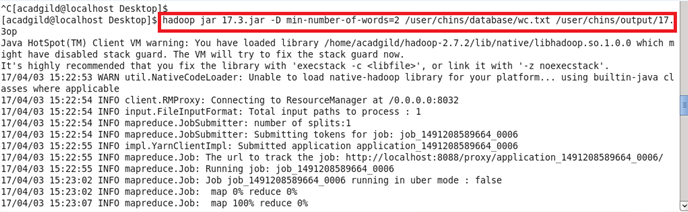 ^C[acadgild@localhost Desktop]$
[acadgild@localhost Desktop]$ hadoop jar 17.3.jar -D min-number-of-words=2 /user/chins/database/wc.txt /user/chins/output/17.
3op
Java HotSpot(TM) Client VM warning: You have loaded library /home/acadgild/hadoop-2.7.2/lib/native/libhadoop.so.1.0.0 which m
ight have disabled stack guard. The VM will try to fix the stack guard now.
It's highly recommended that you fix the library with 'execstack -c <libfile>', or link it with '-z noexecstack'.
17/04/03 15:22:53 WARN util.NativeCodeLoader: Unable to load native-hadoop library for your platform... using builtin-java cl
asses where applicable
17/04/03 15:22:54 INFO client.RMProxy: Connecting to ResourceManager at /0.0.0.0:8032
17/04/03 15:22:54 INFO input.FileInputFormat: Total input paths to process : 1
17/04/03 15:22:54 INFO mapreduce.JobSubmitter: number of splits:1
17/04/03 15:22:54 INFO mapreduce.JobSubmitter: Submitting tokens for job: job_1491208589664_0006
17/04/03 15:22:55 INFO impl.YarnClientImpl: Submitted application application_1491208589664_0006
17/04/03 15:22:55 INFO mapreduce.Job: The url to track the job: http://localhost:8088/proxy/application_1491208589664_0006/
17/04/03 15:22:55 INFO mapreduce.Job: Running job: job_1491208589664_0006
17/04/03 15:23:02 INFO mapreduce.Job: Job job_1491208589664_0006 running in uber mode : false
17/04/03 15:23:02 INFO mapreduce.Job:  map 0% reduce 0%
17/04/03 15:23:07 INFO mapreduce.Job:  map 100% reduce 0%